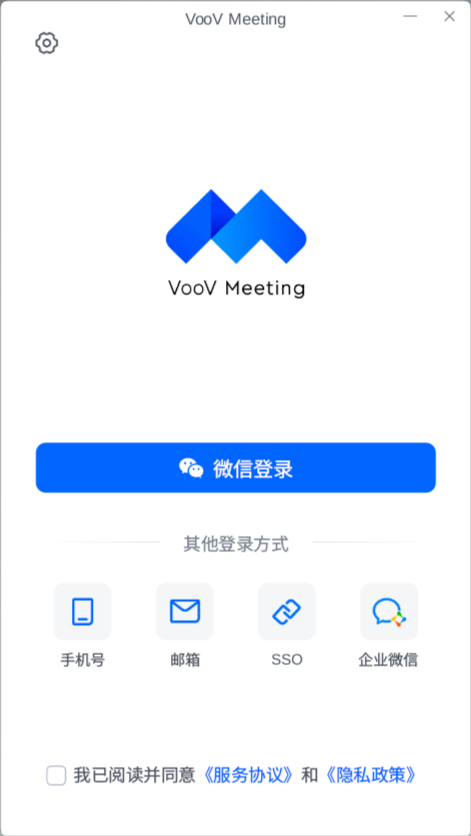 VooV Meeting
VooV Meeting
微信登录
其他登录方式
手机号 邮箱 SSO 企业微信
我已阅读并同意《服务协议》和《隐私政策》